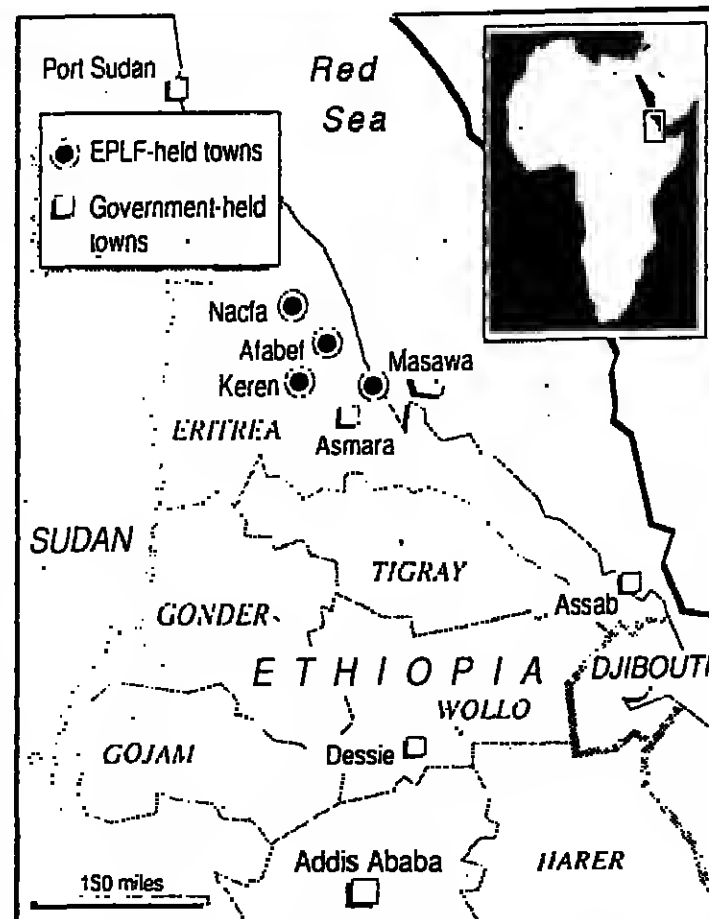 Port Sudan
Red
Sea
EPLF-held towns
Government-held
towns
Nacfa
Afabef
Keren
Masawa
Asmara
ERITREA
SUDAN
TIGRAY
Assab
GONDER
ETHIOPIA
DJIBOUTI
WOLLO
GOJAM
Dessie
Addis Ababa
HARER
150 miles